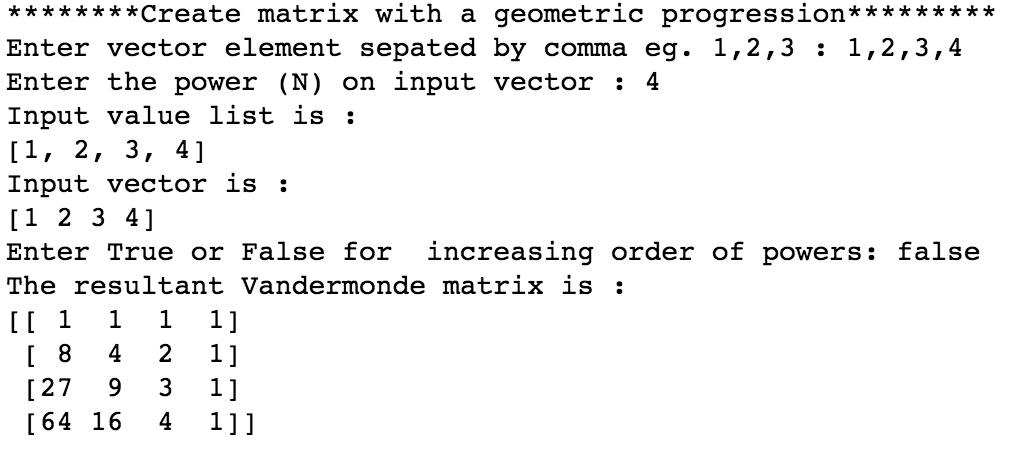 ********Create matrix with a geometric progression*********
Enter vector element sepated by comma eg. 1,2,3 : 1,2,3,4
Enter the power (N) on input vector : 4
Input value list is :
[1, 2, 3, 4]
Input vector is :
[1 2 3 4]
Enter True or False for  increasing order of powers: false
The resultant Vandermonde matrix is :
[[ 1  1  1  1]
 [ 8  4  2  1]
 [27  9  3  1]
 [64 16  4  1]]